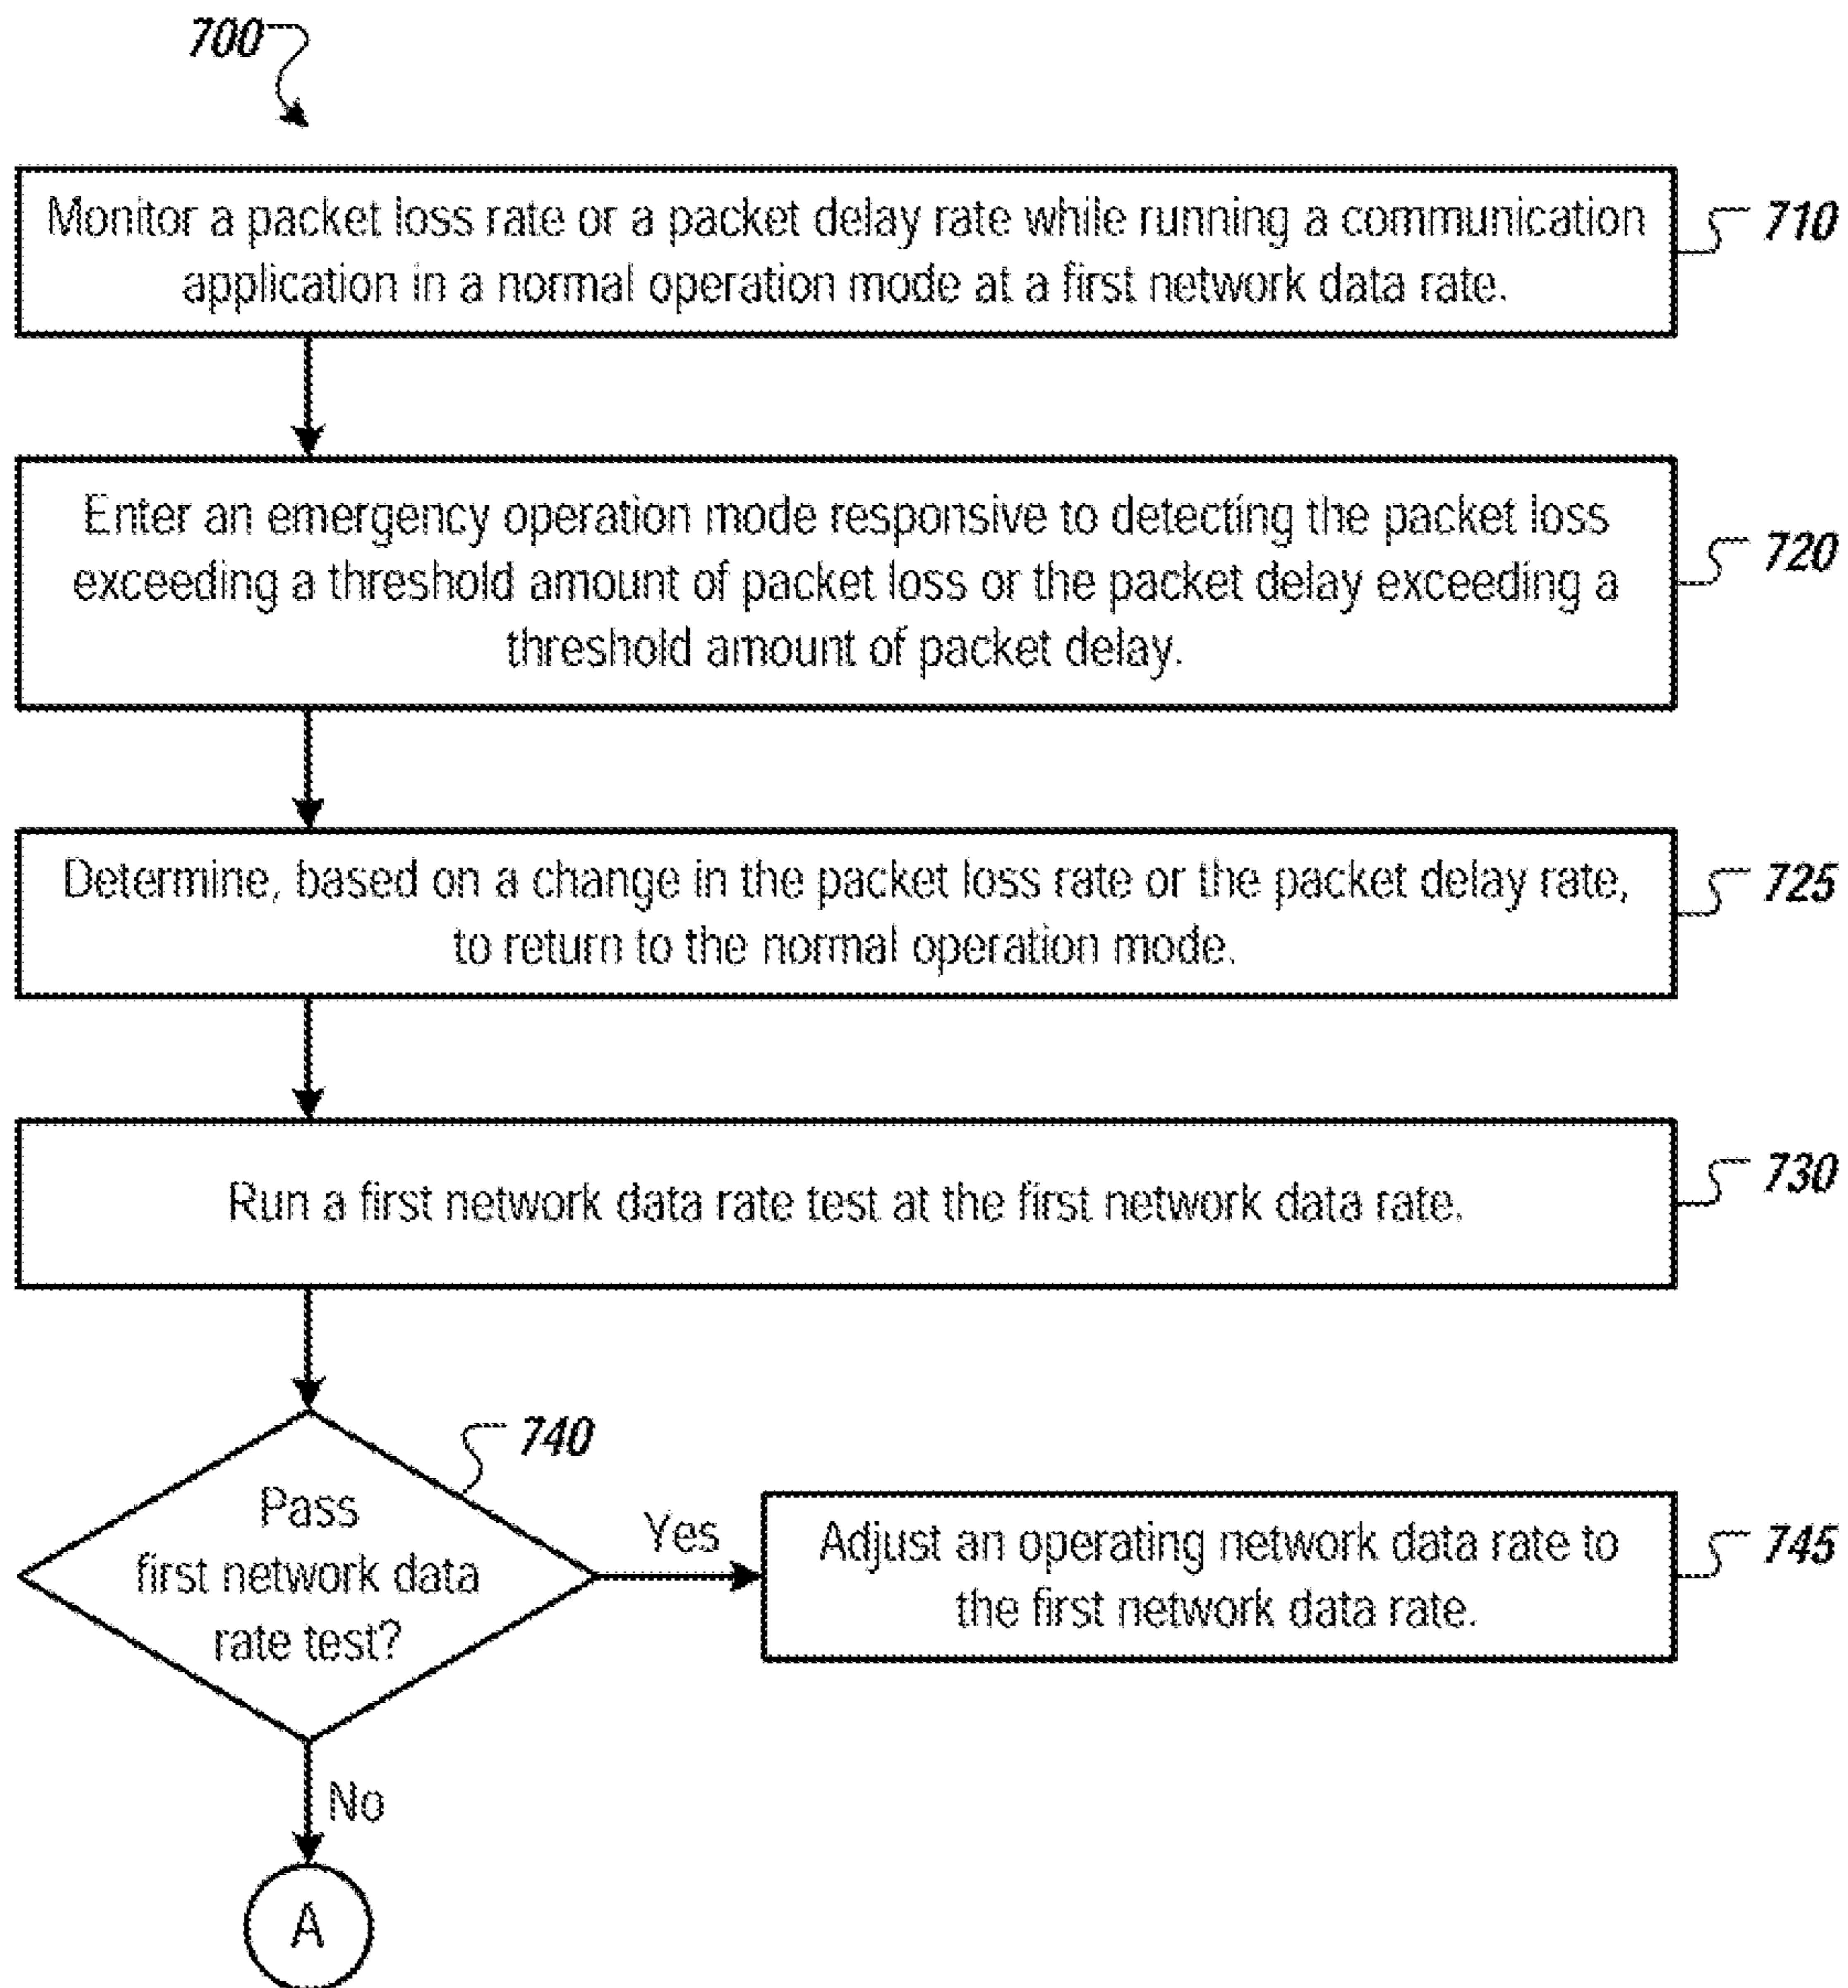 700
Monitor a packet loss rate or a packet delay rate while running a communication
application in a normal operation mode at a first network data rate.
710
Enter an emergency operation mode responsive to detecting the packet loss
exceeding a threshold amount of packet loss or the packet delay exceeding a
threshold amount of packet delay.
720
Determine, based on a change in the packet loss rate or the packet delay rate,
to return to the normal operation mode.
725
Run a first network data rate test at the first network data rate.
730
740
Pass
first network data
rate test?
Yes
Adjust an operating network data rate to
the first network data rate.
745
No
A